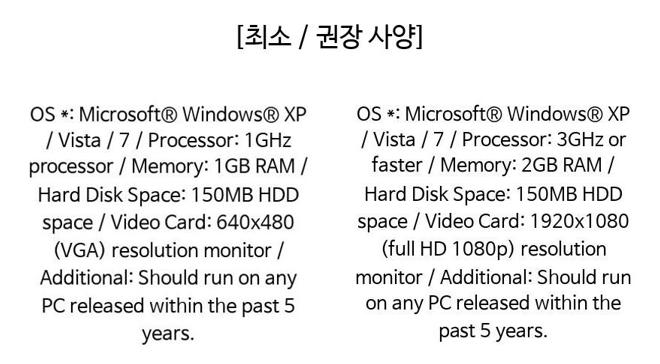 [최소 / 권장 사양]
OS *: Microsoft® Windows® XP
/ Vista / 7 / Processor: 1GHz
processor / Memory: 1GB RAM /
Hard Disk Space: 150MB HDD
space / Video Card: 640x480
(VGA) resolution monitor /
Additional: Should run on any
PC released within the past 5
years.
OS *: Microsoft® Windows® XP
/ Vista / 7 / Processor: 3GHz or
faster / Memory: 2GB RAM /
Hard Disk Space: 150MB HDD
space / Video Card: 1920x1080
(full HD 1080p) resolution
monitor / Additional: Should run
on any PC released within the
past 5 years.